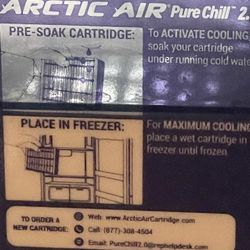 ARCTIC AIR Pure Chill™ 2.
PRE-SOAK CARTRIDGE:
To ACTIVATE COOLING,
soak your cartridge
under running cold wate
PLACE IN FREEZER:
For MAXIMUM COOLING
place a wet cartridge in
freezer until frozen
TO ORDER A
NEW CARTRIDGE:
Web: www.ArcticAirCartridge.com
Call: (877)-308-4504
Email: PureChill2.0@rephelpdesk.com